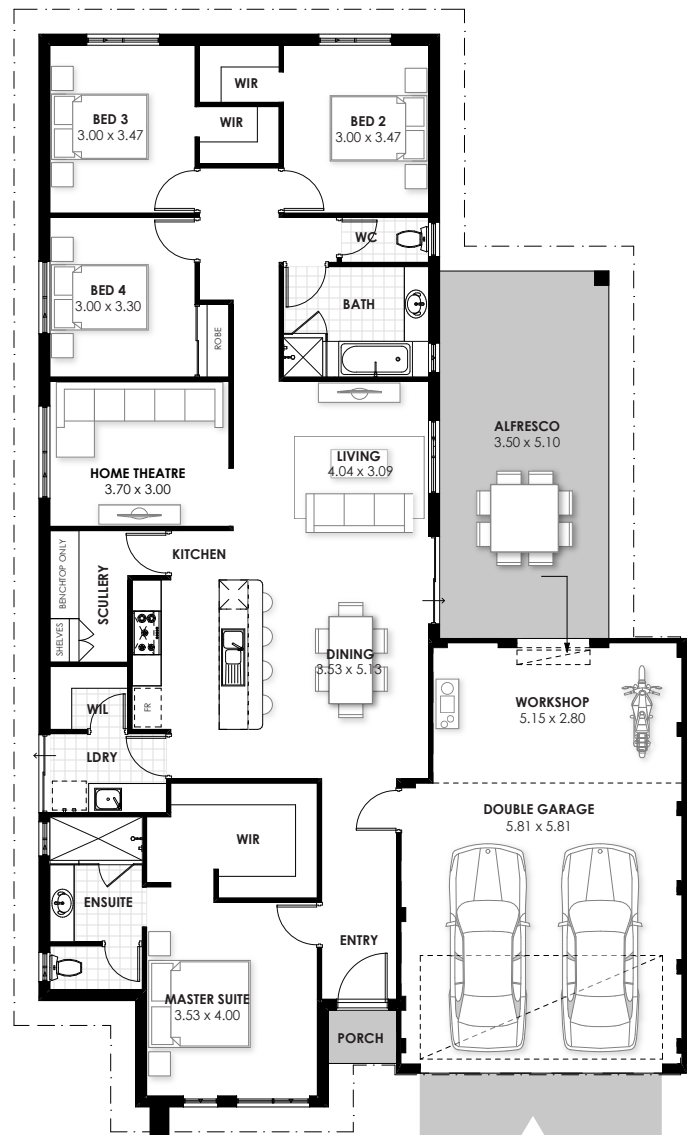 WIR
BED 3
3.00 x 3.47
WIR
BED 2
3.00 x 3.47
WC
BED 4
3.00 x 3.30
BATH
ROBE
ALFRESCO
3.50 x 5.10
LIVING
4.04 x 3.09
HOME THEATRE
3.70 x 3.00
KITCHEN
BENCHTOP ONLY
SCULLERY
SHELVES
DINING
3.53 x 5.13
WIL
FR
WORKSHOP
5.15 x 2.80
LDRY
DOUBLE GARAGE
5.81 x 5.81
WIR
ENSUITE
ENTRY
MASTER SUITE
3.53 x 4.00
PORCH